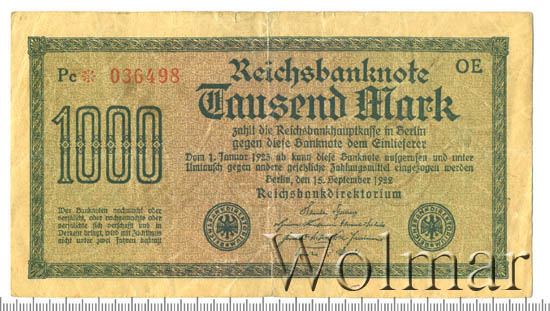 Pc * 036498
Reichsbanknote
OE
1000
Tausend Mark
zahlt die Reichsbankhauptkasse in Berlin
gegen diese Banknote dem Einlieferer
Vom 1. Januar 1923 ab kann diese Banknote aufgerufen und unter
Umtausch gegen andere gesetzliche Zahlungsmittel eingezogen werden
Berlin, den 15. September 1922
Reichsbankdirektorium
Wer Banknoten nachmacht oder
verfälscht, oder nachgemachte oder
verfälschte sich verschafft und in
Verkehr bringt, wird mit Zuchthaus
nicht unter zwei Jahren bestraft
Wolmar